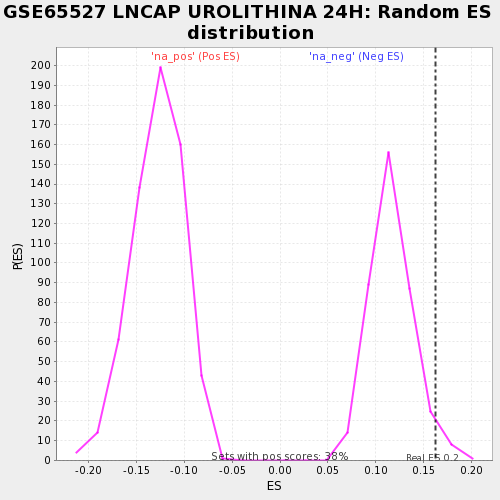 GSE65527 LNCAP UROLITHINA 24H: Random ES
distribution
'na_pos' (Pos ES) 'na_neg' (Neg ES)
200
190
180
170
160
150
140
130
120
110
100
90
80
70
60
50
40
30
20
10
0
P(ES)
Sets with pos scores: 38%
Real ES 0.2
-0.20 -0.15 -0.10 -0.05 0.00 0.05 0.10 0.15 0.20
ES